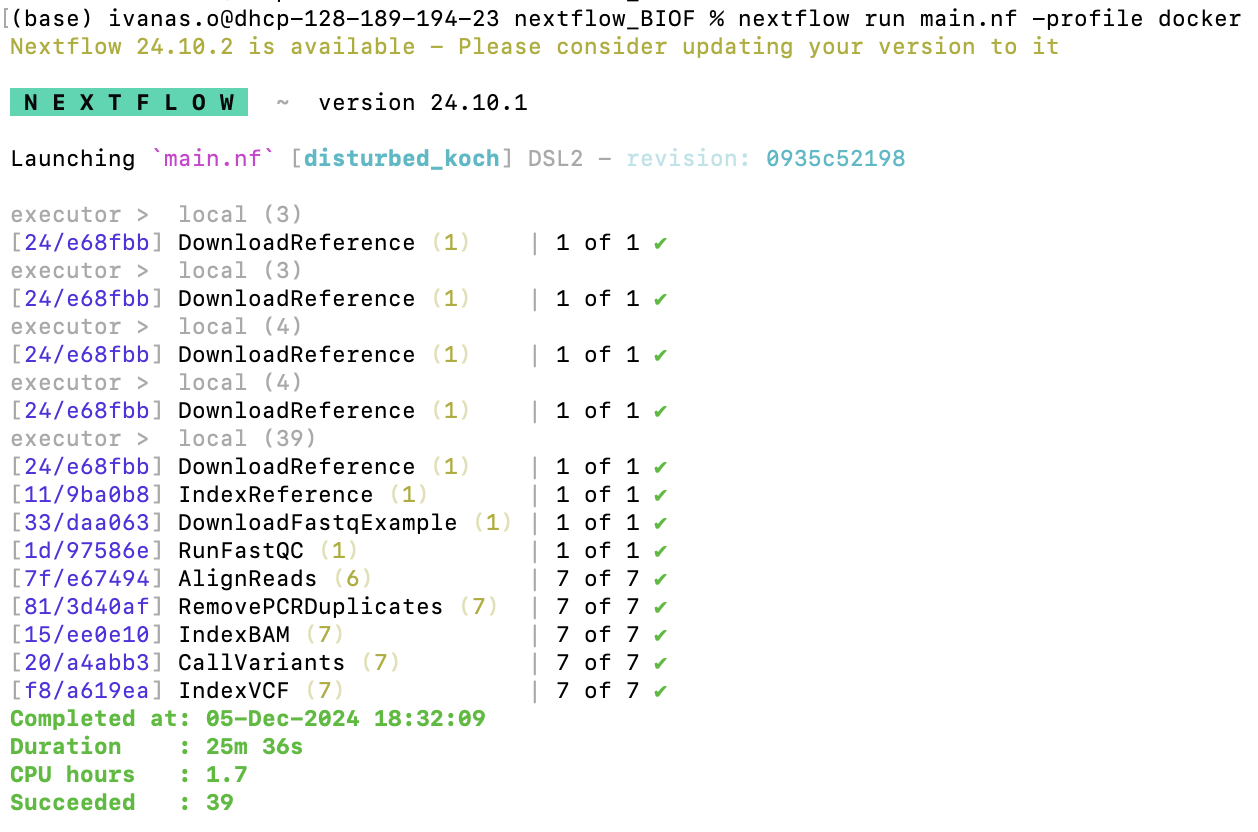 [(base) ivanas.o@dhcp-128-189-194-23 nextflow_BIOF % nextflow run main.nf -profile docker
Nextflow 24.10.2 is available - Please consider updating your version to it
N E X T F L O W  ~  version 24.10.1
Launching `main.nf` [disturbed_koch] DSL2 - revision: 0935c52198
executor >  local (3)
[24/e68fbb] DownloadReference (1)    | 1 of 1 ✔
executor >  local (3)
[24/e68fbb] DownloadReference (1)    | 1 of 1 ✔
executor >  local (4)
[24/e68fbb] DownloadReference (1)    | 1 of 1 ✔
executor >  local (4)
[24/e68fbb] DownloadReference (1)    | 1 of 1 ✔
executor >  local (39)
[24/e68fbb] DownloadReference (1)    | 1 of 1 ✔
[11/9ba0b8] IndexReference (1)       | 1 of 1 ✔
[33/daa063] DownloadFastqExample (1) | 1 of 1 ✔
[1d/97586e] RunFastQC (1)            | 1 of 1 ✔
[7f/e67494] AlignReads (6)           | 7 of 7 ✔
[81/3d40af] RemovePCRDuplicates (7)  | 7 of 7 ✔
[15/ee0e10] IndexBAM (7)             | 7 of 7 ✔
[20/a4abb3] CallVariants (7)         | 7 of 7 ✔
[f8/a619ea] IndexVCF (7)             | 7 of 7 ✔
Completed at: 05-Dec-2024 18:32:09
Duration    : 25m 36s
CPU hours   : 1.7
Succeeded   : 39